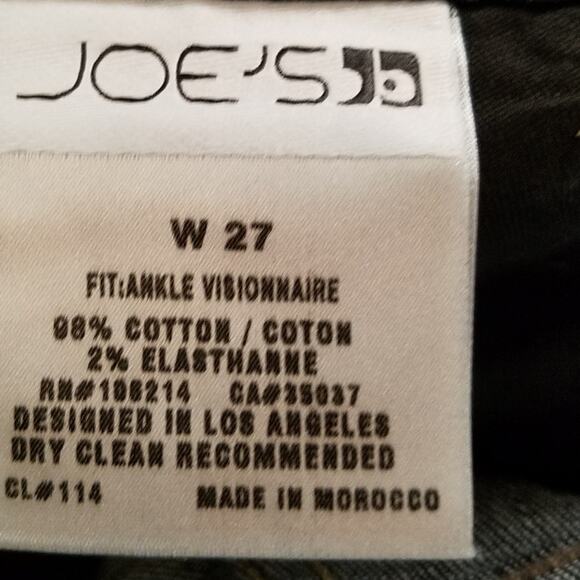 JOE'S
W 27
FIT:ANKLE VISIONNAIRE
98% COTTON / COTON
2% ELASTHANNE
RN#106214 CA#35037
DESIGNED IN LOS ANGELES
DRY CLEAN RECOMMENDED
CL#114 MADE IN MOROCCO